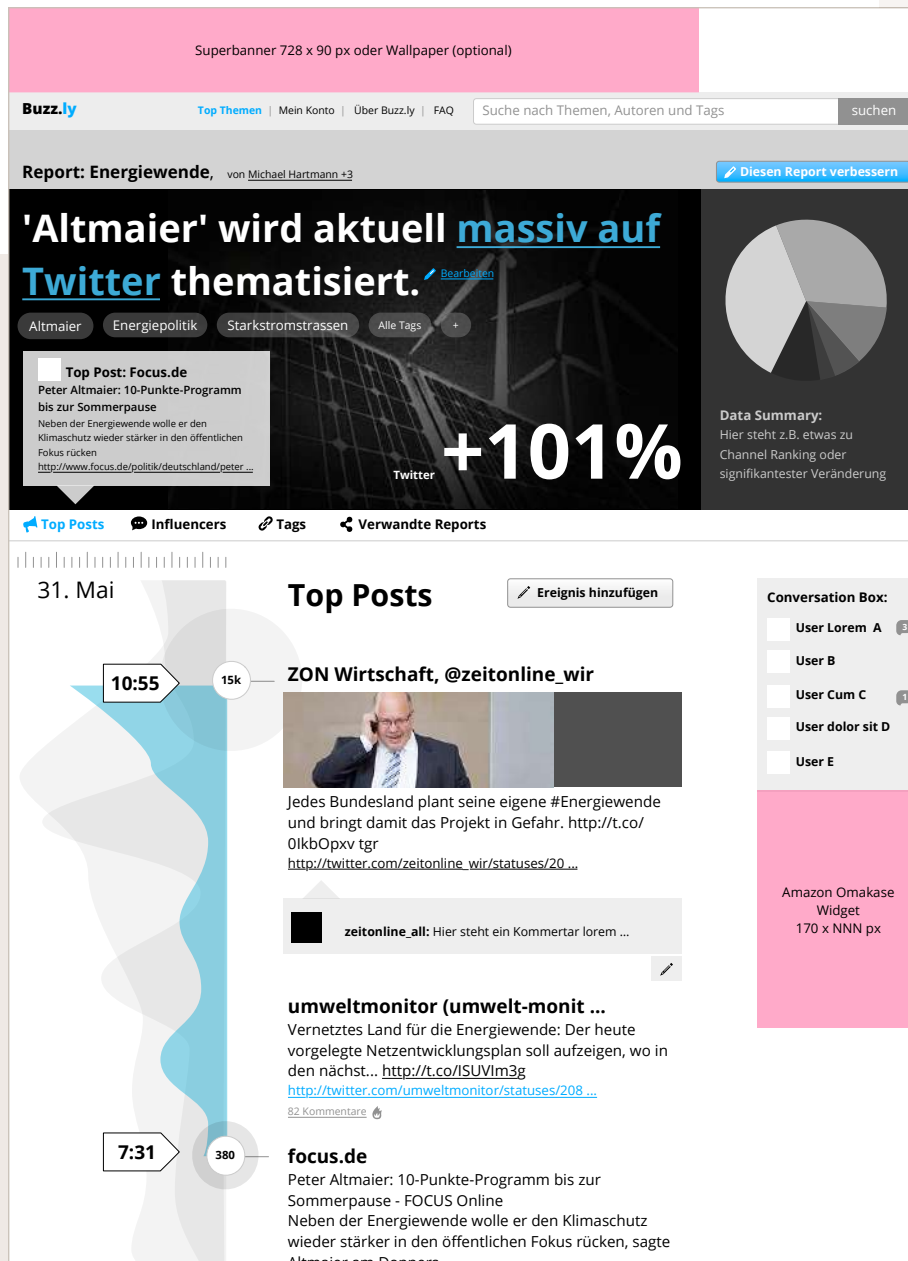 Superbanner 728 x 90 px oder Wallpaper (optional)
Buzz.ly
Top Themen | Mein Konto | Über Buzz.ly | FAQ
Suche nach Themen, Autoren und Tags
suchen
Report: Energiewende, von Michael Hartmann +3
Diesen Report verbessern
'Altmaier' wird aktuell massiv auf
Twitter thematisiert. Bearbeiten
Altmaier Energiepolitik Starkstromstrassen Alle Tags +
Top Post: Focus.de
Peter Altmaier: 10-Punkte-Programm
bis zur Sommerpause
Neben der Energiewende wolle er den
Klimaschutz wieder stärker in den öffentlichen
Fokus rücken
http://www.focus.de/politik/deutschland/peter ...
Twitter +101%
Data Summary:
Hier steht z.B. etwas zu
Channel Ranking oder
signifikantester Veränderung
Top Posts Influencers Tags Verwandte Reports
31. Mai
Top Posts
Ereignis hinzufügen
10:55
15k
ZON Wirtschaft, @zeitonline_wir
Jedes Bundesland plant seine eigene #Energiewende
und bringt damit das Projekt in Gefahr. http://t.co/
0IkbOpxv tgr
http://twitter.com/zeitonline_wir/statuses/20 ...
zeitonline_all: Hier steht ein Kommertar lorem ...
umweltmonitor (umwelt-monit ...
Vernetztes Land für die Energiewende: Der heute
vorgelegte Netzentwicklungsplan soll aufzeigen, wo in
den nächst... http://t.co/ISUVIm3g
http://twitter.com/umweltmonitor/statuses/208 ...
82 Kommentare
7:31
380
focus.de
Peter Altmaier: 10-Punkte-Programm bis zur
Sommerpause - FOCUS Online
Neben der Energiewende wolle er den Klimaschutz
wieder stärker in den öffentlichen Fokus rücken, sagte
Altmaier am Donners
Conversation Box:
User Lorem A 3
User B
User Cum C 1
User dolor sit D
User E
Amazon Omakase
Widget
170 x NNN px